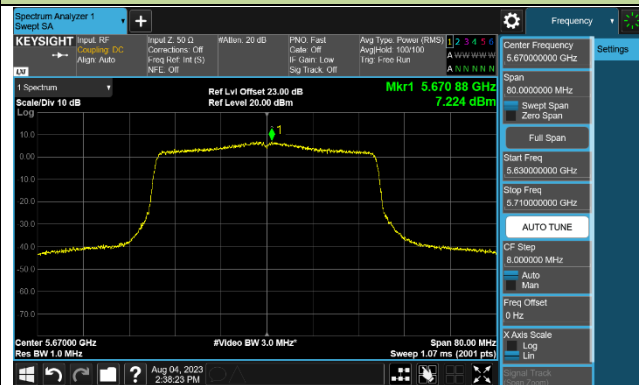 Spectrum Analyzer 1
Swept SA
Frequency
KEYSIGHT
Input: RF
Coupling: DC
Align: Auto
Input Z: 50 Ω
Corrections: Off
Freq Ref: Int (S)
NFE: Off
#Atten: 20 dB
PNO: Fast
Gate: Off
IF Gain: Low
Sig Track: Off
Avg Type: Power (RMS)
Avg|Hold: 100/100
Trig: Free Run
1 2 3 4 5 6
A W W W W W
A N N N N N
LXI
1 Spectrum
Scale/Div 10 dB
Log
Ref Lvl Offset 23.00 dB
Ref Level 20.00 dBm
Mkr1 5.670 88 GHz
7.224 dBm
1
10.0
0.00
-10.0
-20.0
-30.0
-40.0
-50.0
-60.0
-70.0
Center 5.67000 GHz
Res BW 1.0 MHz
#Video BW 3.0 MHz*
Span 80.00 MHz
Sweep 1.07 ms (2001 pts)
Aug 04, 2023
2:38:23 PM
Center Frequency
5.670000000 GHz
Settings
Span
80.0000000 MHz
Swept Span
Zero Span
Full Span
Start Freq
5.630000000 GHz
Stop Freq
5.710000000 GHz
AUTO TUNE
CF Step
8.000000 MHz
Auto
Man
Freq Offset
0 Hz
X Axis Scale
Log
Lin
Signal Track
(Span Zoom)